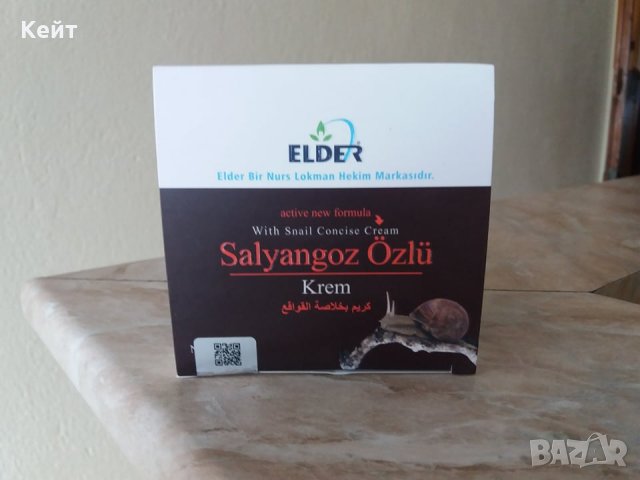 Кейт
ELDER
Elder Bir Nurs Lokman Hekim Markasıdır.
active new formula
With Snail Concise Cream
Salyangoz Özlü
Krem
كريم بخلاصة القواقع
BAZAR